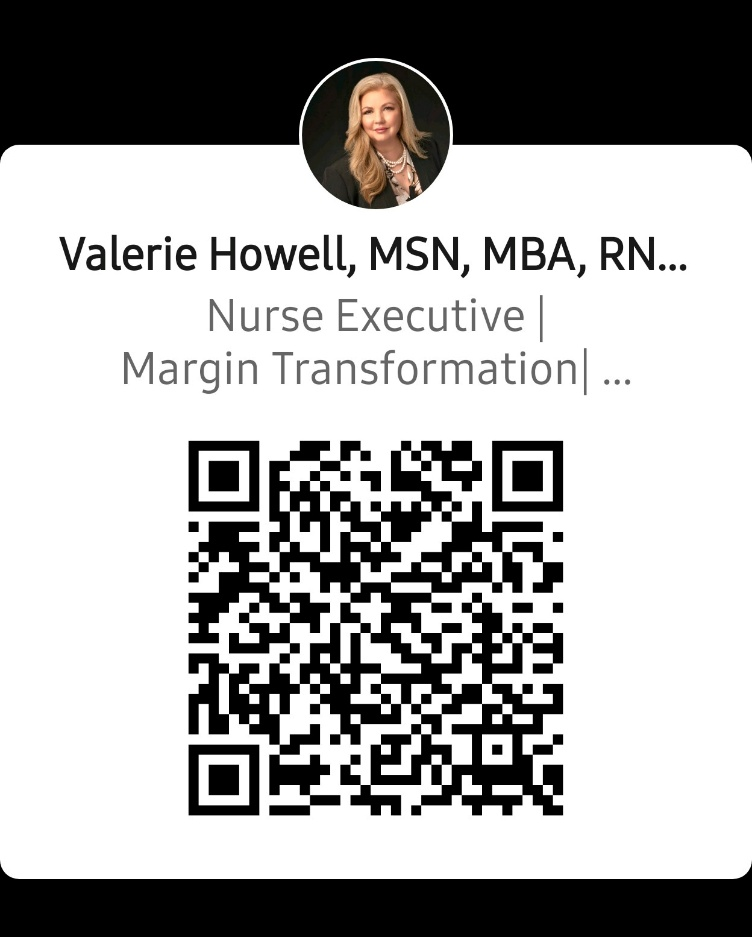 Valerie Howell, MSN, MBA, RN...
Nurse Executive |
Margin Transformation| ...